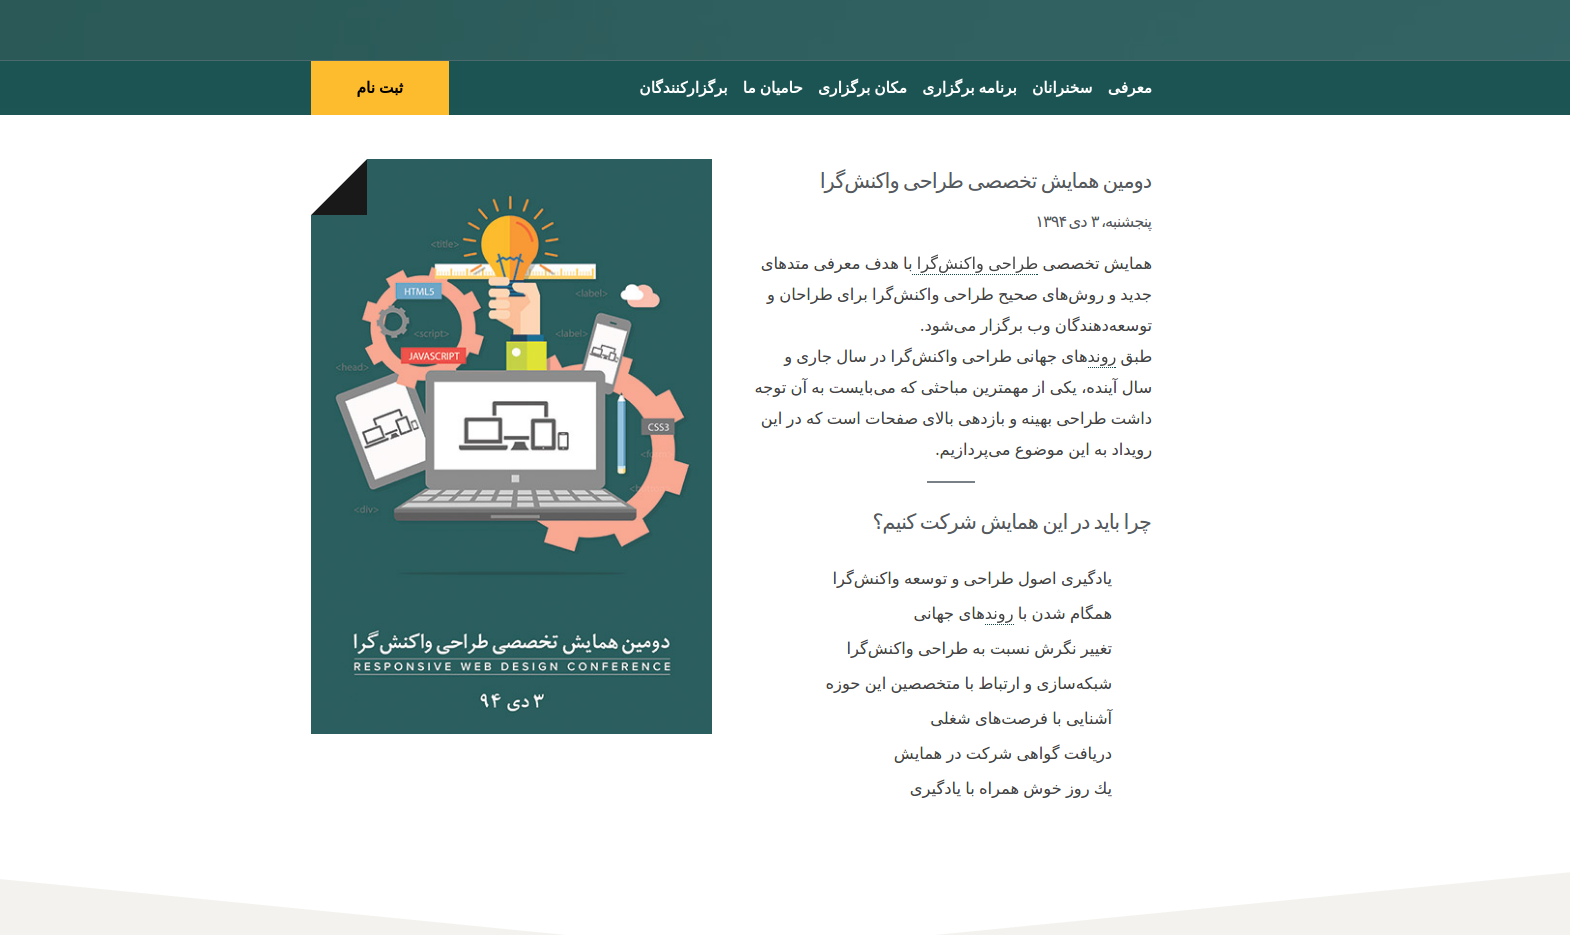 معرفی سخنرانان برنامه برگزاری مکان برگزاری حامیان ما برگزارکنندگان
ثبت نام
دومین همایش تخصصی طراحی واکنش‌گرا
پنجشنبه، ۳ دی ۱۳۹۴
همایش تخصصی طراحی واکنش‌گرا با هدف معرفی متدهای
جدید و روش‌های صحیح طراحی واکنش‌گرا برای طراحان و
توسعه‌دهندگان وب برگزار می‌شود.
طبق روندهای جهانی طراحی واکنش‌گرا در سال جاری و
سال آینده، یکی از مهمترین مباحثی که می‌بایست به آن توجه
داشت طراحی بهینه و بازدهی بالای صفحات است که در این
رویداد به این موضوع می‌پردازیم.
چرا باید در این همایش شرکت کنیم؟
یادگیری اصول طراحی و توسعه واکنش‌گرا
همگام شدن با روندهای جهانی
تغییر نگرش نسبت به طراحی واکنش‌گرا
شبکه‌سازی و ارتباط با متخصصین این حوزه
آشنایی با فرصت‌های شغلی
دریافت گواهی شرکت در همایش
يك روز خوش همراه با یادگیری
<title>
HTML5
<label>
<script>
<label>
JAVASCRIPT
<head>
CSS3
<div>
دومین همایش تخصصی طراحی واکنش‌گرا
RESPONSIVE WEB DESIGN CONFERENCE
۳ دی ۹۴